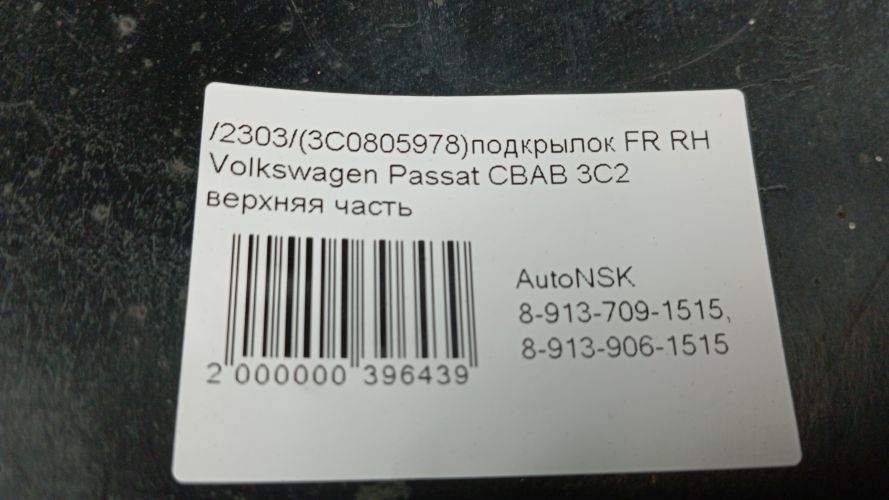 /2303/(3C0805978)подкрылок FR RH
Volkswagen Passat CBAB 3C2
верхняя часть
AutoNSK
8-913-709-1515,
8-913-906-1515
2 000000 396439